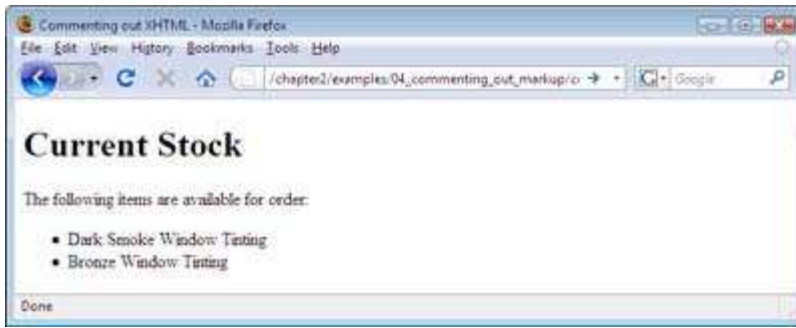 Commenting out XHTML - Mozilla Firefox
File Edit View History Bookmarks Tools Help
/chapter2/examples/04_commenting_out_markup/c
Google
Current Stock
The following items are available for order:
• Dark Smoke Window Tinting
• Bronze Window Tinting
Done